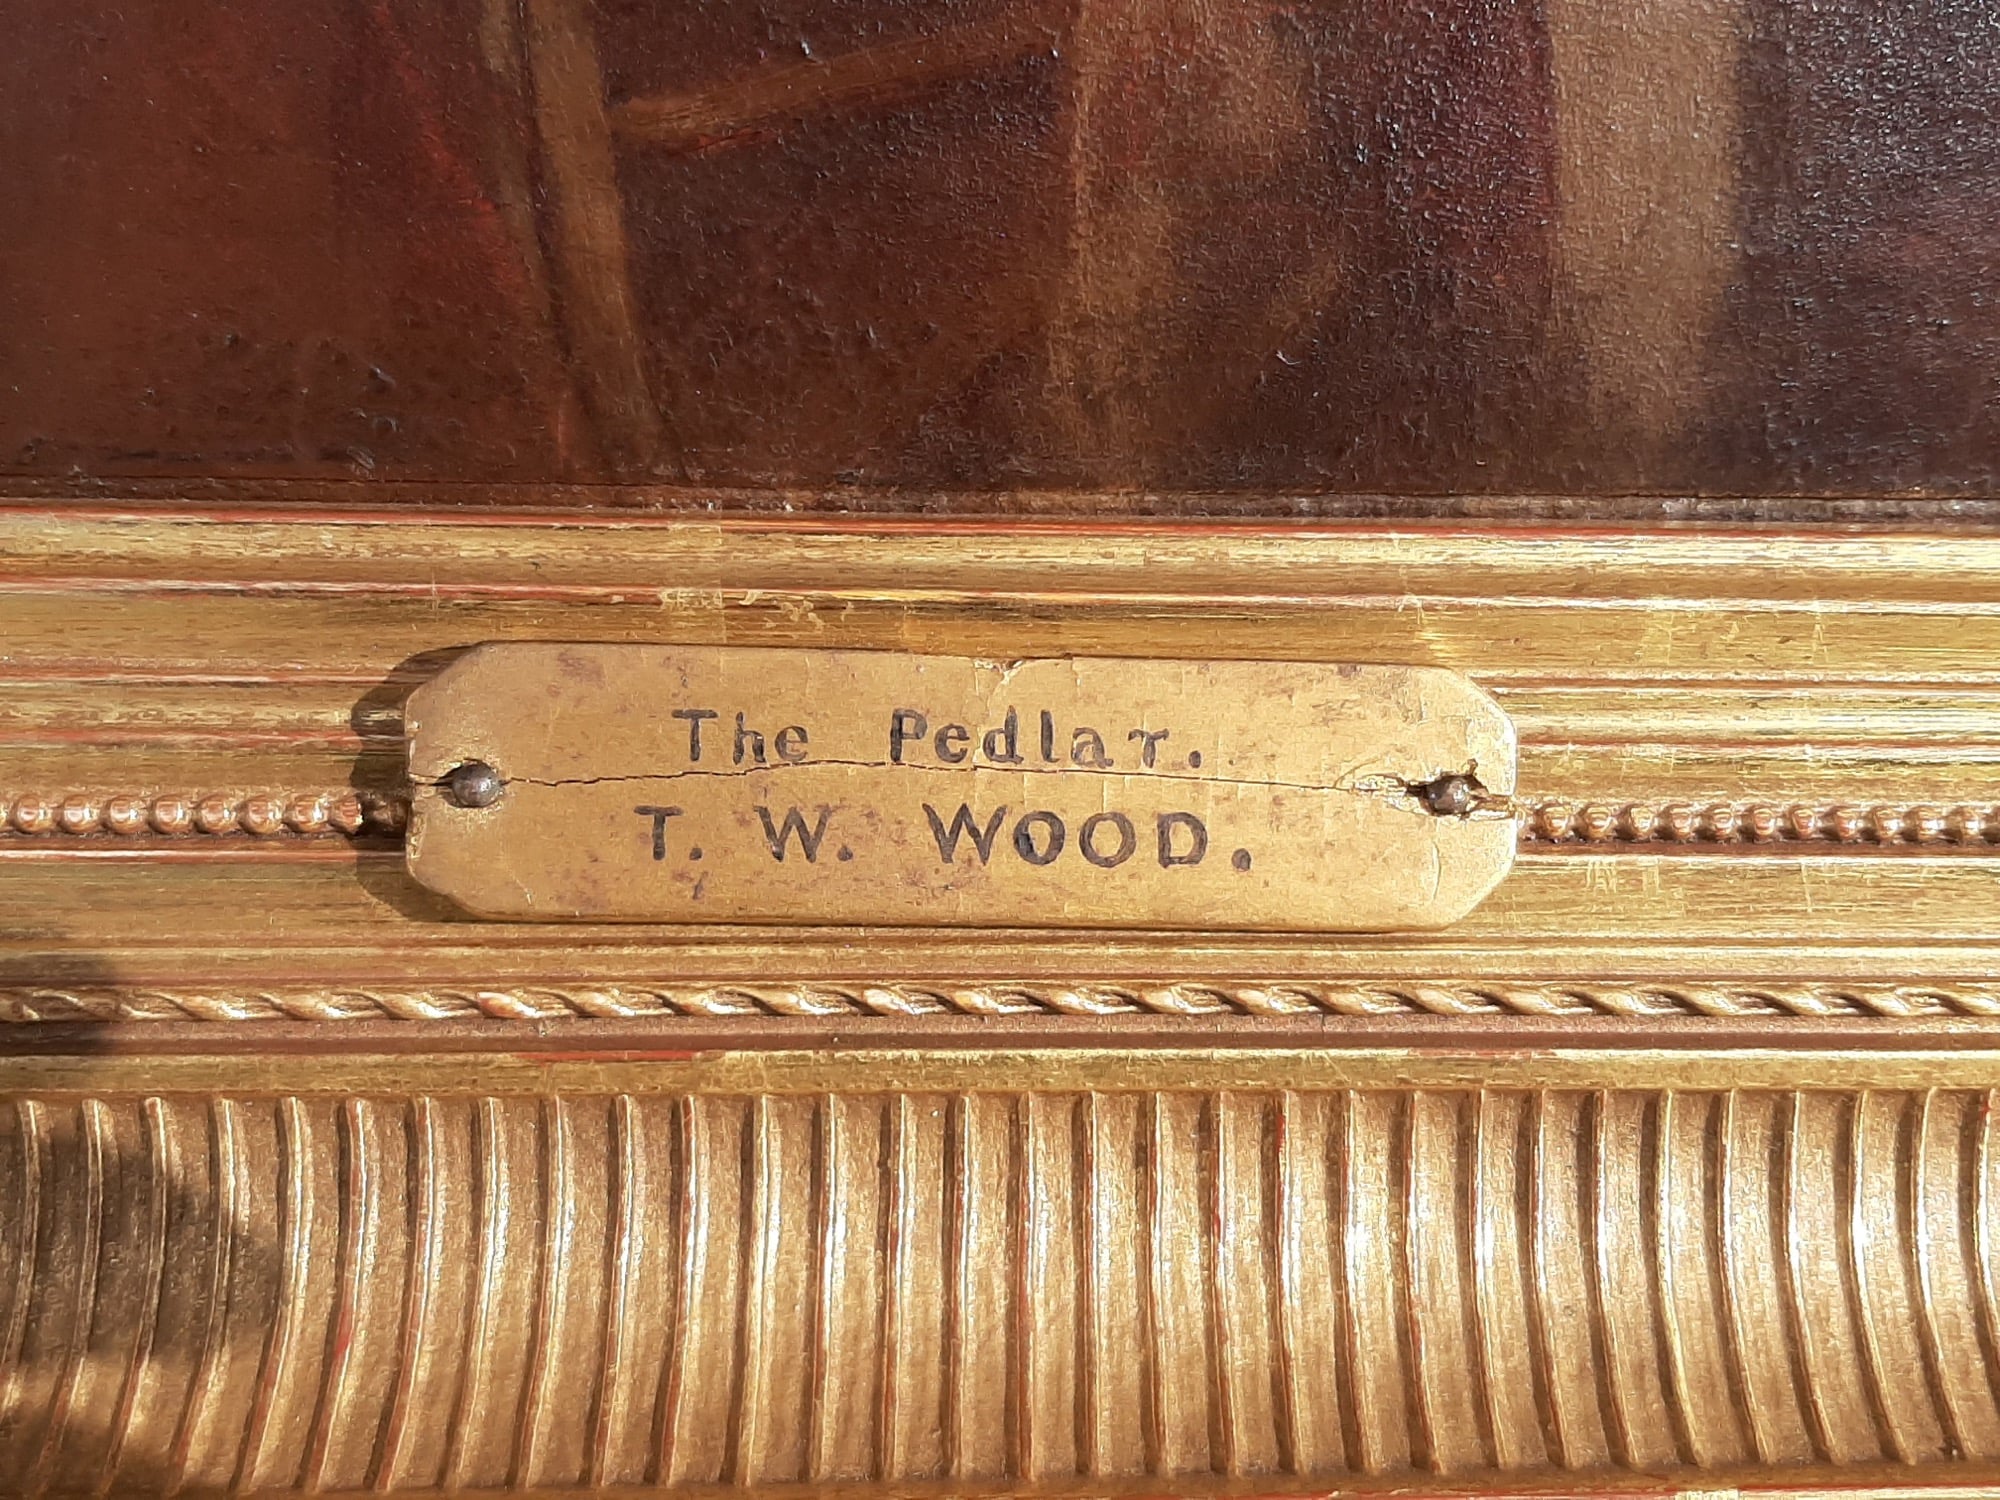 The Pedlar.
T. W. WOOD.